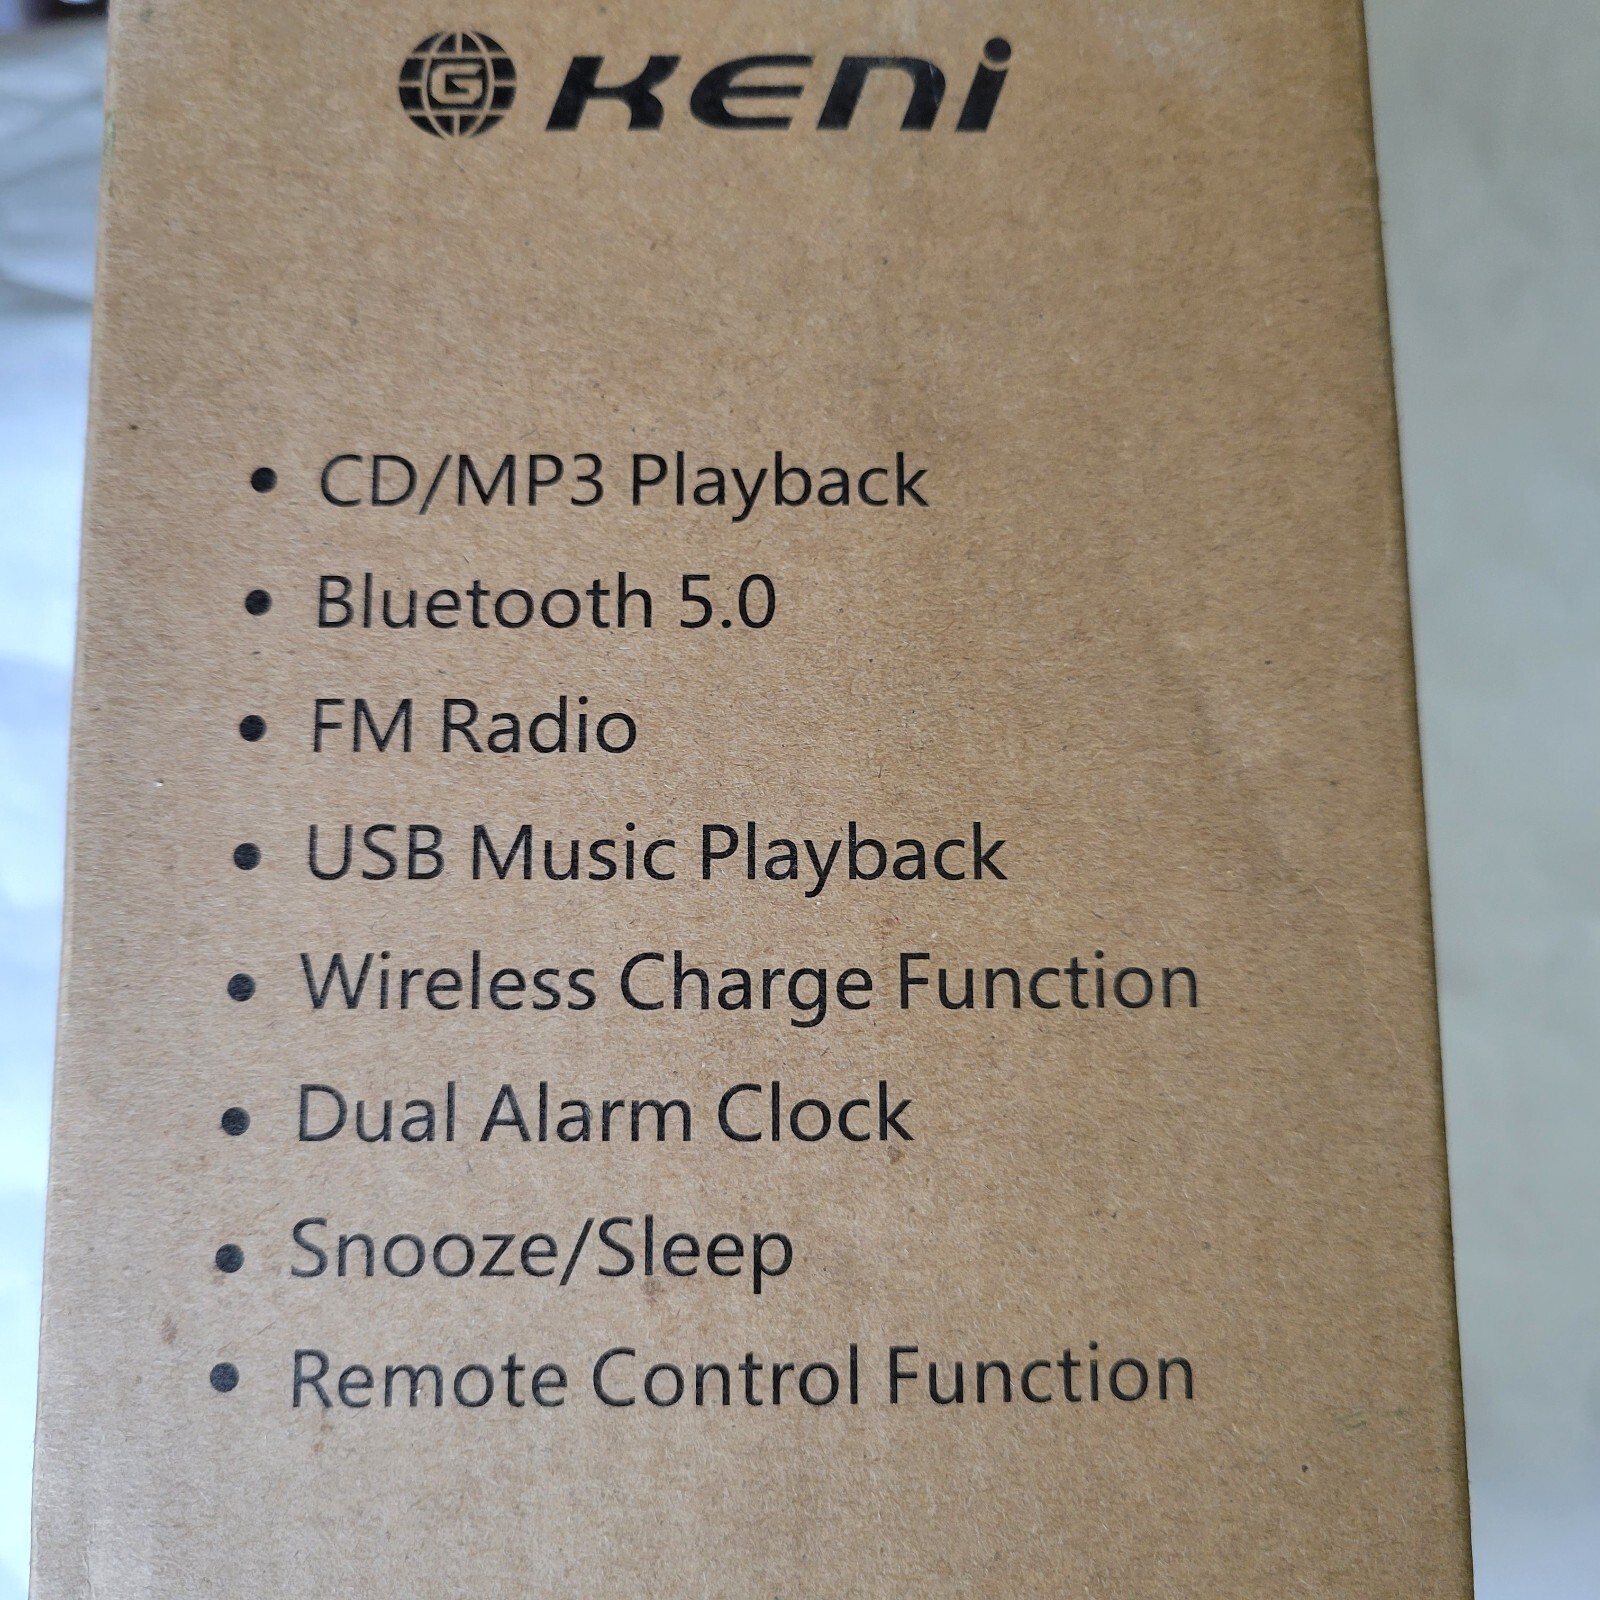 G KENI
• CD/MP3 Playback
• Bluetooth 5.0
• FM Radio
• USB Music Playback
• Wireless Charge Function
• Dual Alarm Clock
• Snooze/Sleep
• Remote Control Function